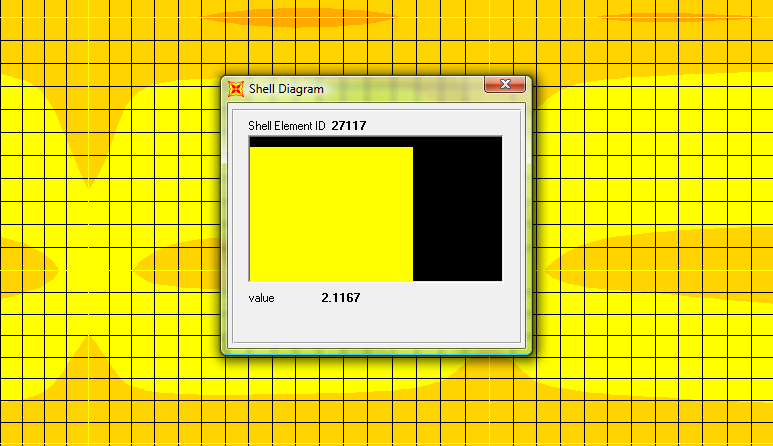 Shell Diagram
Shell Element ID 27117
value 2.1167